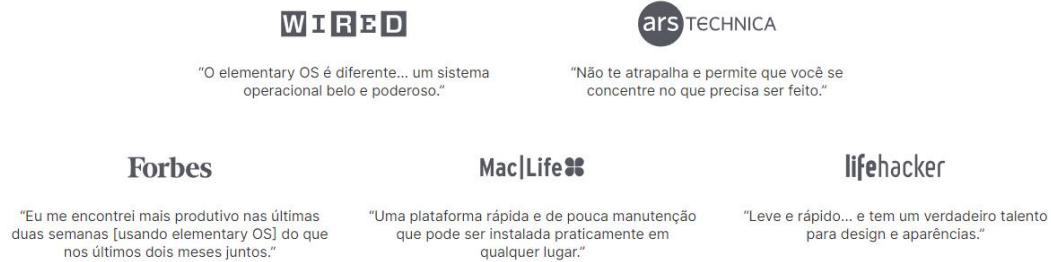 WIRED
ars TECHNICA
“O elementary OS é diferente... um sistema
operacional belo e poderoso.”
“Não te atrapalha e permite que você se
concentre no que precisa ser feito.”
Forbes
Mac|Life
lifehacker
“Eu me encontrei mais produtivo nas últimas
duas semanas [usando elementary OS] do que
nos últimos dois meses juntos.”
“Uma plataforma rápida e de pouca manutenção
que pode ser instalada praticamente em
qualquer lugar.”
“Leve e rápido... e tem um verdadeiro talento
para design e aparências.”